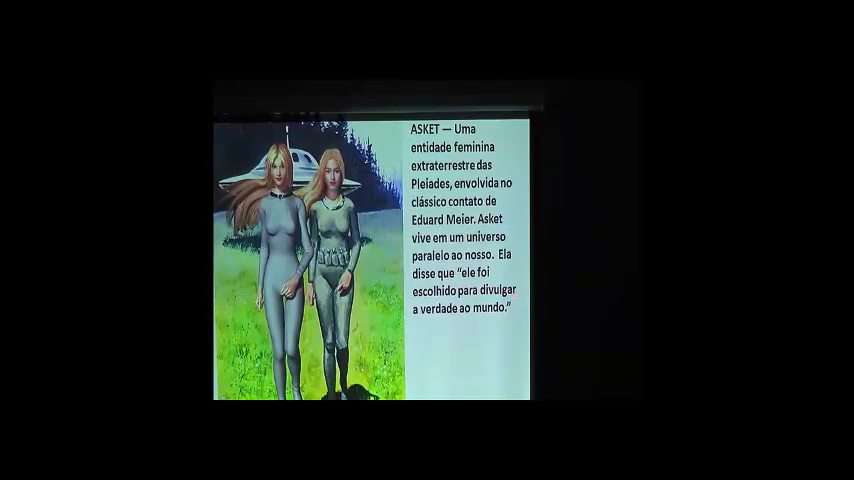 ASKET — Uma
entidade feminina
extraterrestre das
Pleiades, envolvida no
clássico contato de
Eduard Meier. Asket
vive em um universo
paralelo ao nosso. Ela
disse que “ele foi
escolhido para divulgar
a verdade ao mundo.”